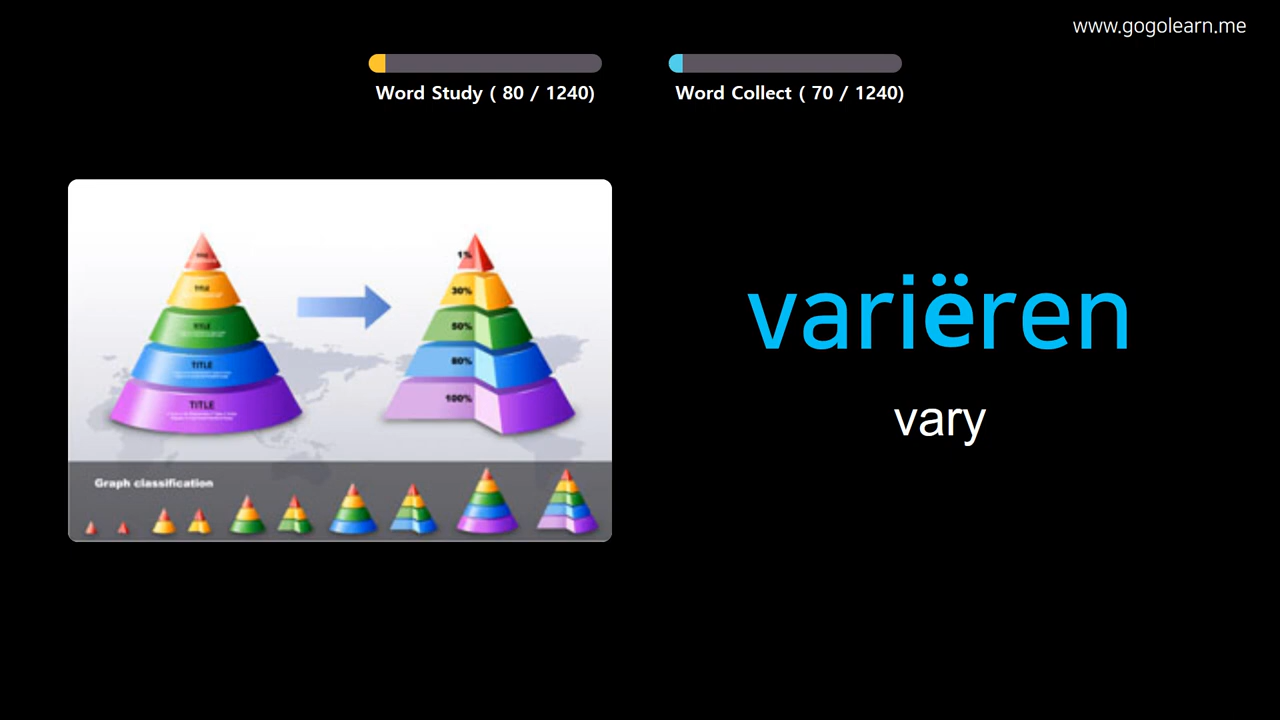 www.gogolearn.me
Word Study ( 80 / 1240)
Word Collect ( 70 / 1240)
TITLE
TITLE
TITLE
TITLE
1%
30%
50%
80%
100%
Graph classification
variëren
vary